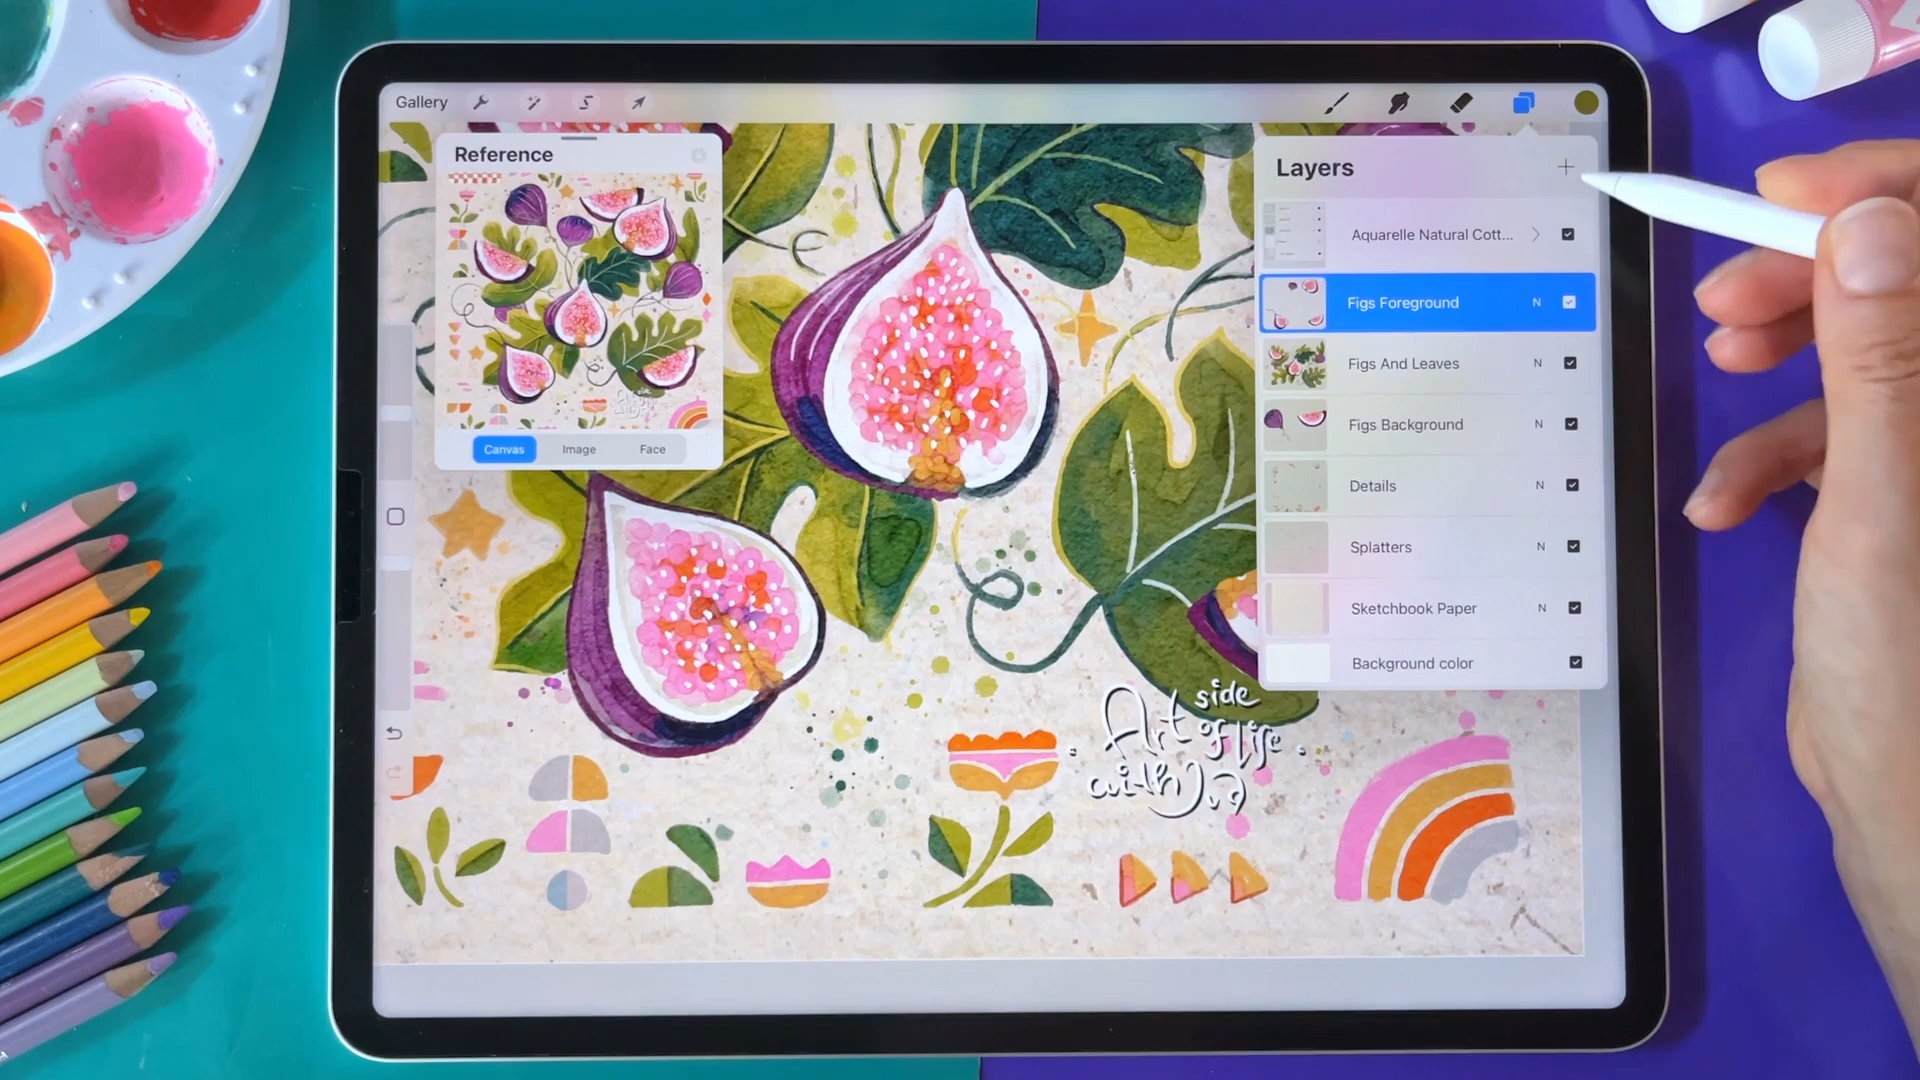 Gallery
Reference
Canvas Image Face
Layers
Aquarelle Natural Cott...
Figs Foreground N
Figs And Leaves N
Figs Background N
Details N
Splatters N
Sketchbook Paper N
Background color
Art side
of life
with